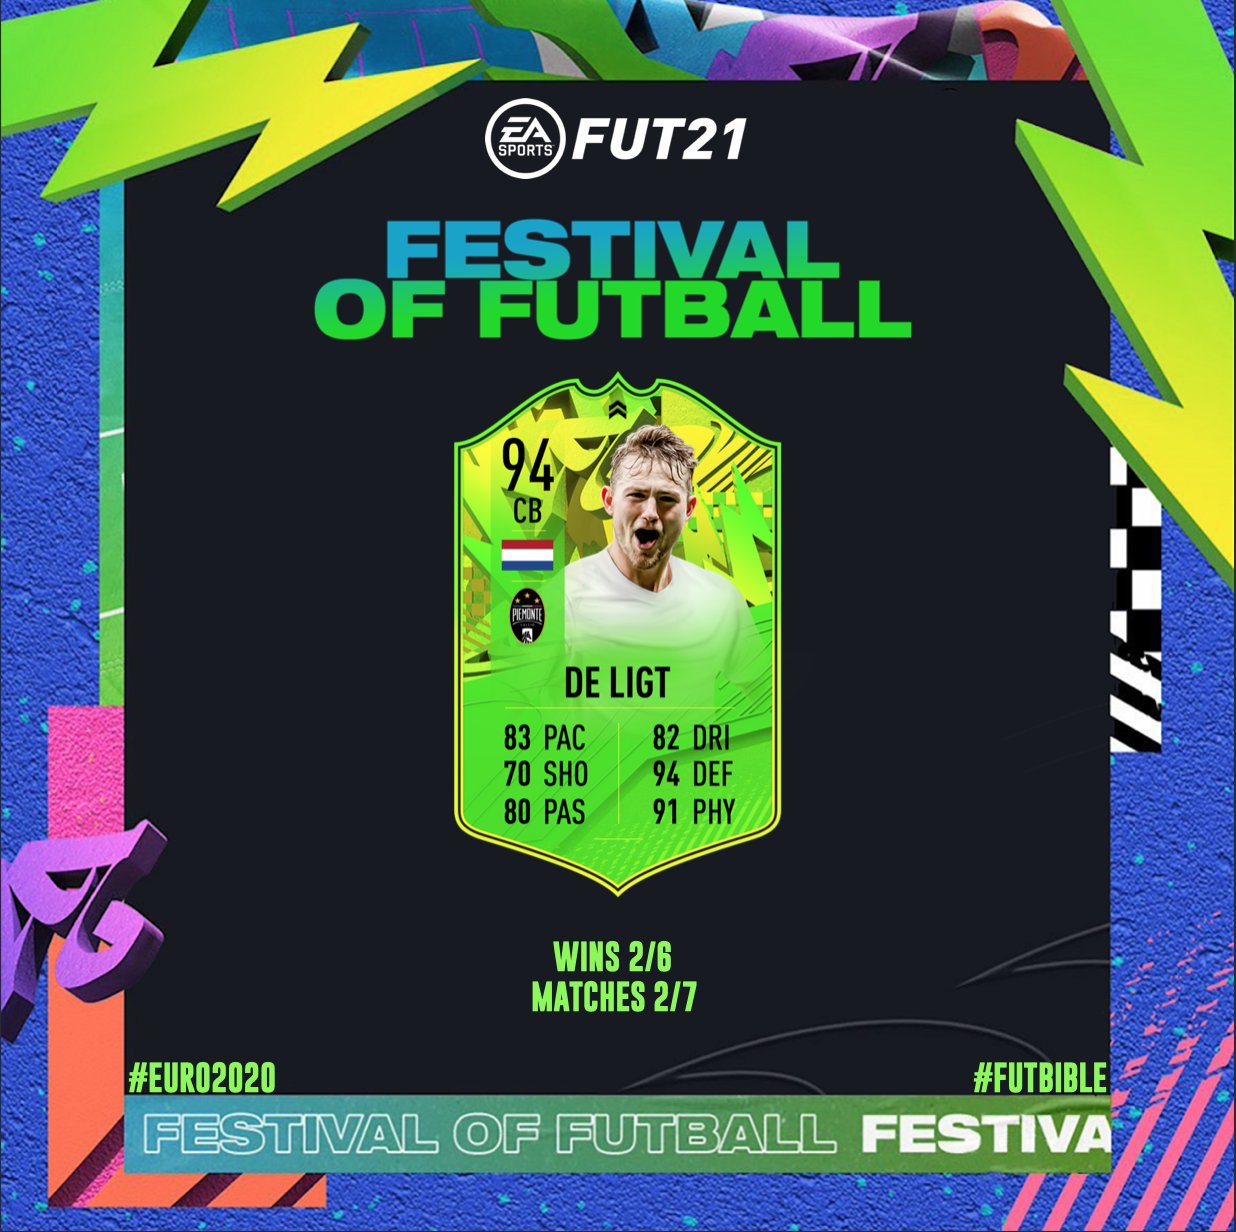 EA
SPORTS
FUT21
FESTIVAL
OF FUTBALL
94
CB
PIEMONTE
CALCIO
DE LIGT
83 PAC 82 DRI
70 SHO 94 DEF
80 PAS 91 PHY
WINS 2/6
MATCHES 2/7
#EURO2020 #FUTBIBLE
FESTIVAL OF FUTBALL FESTIVA